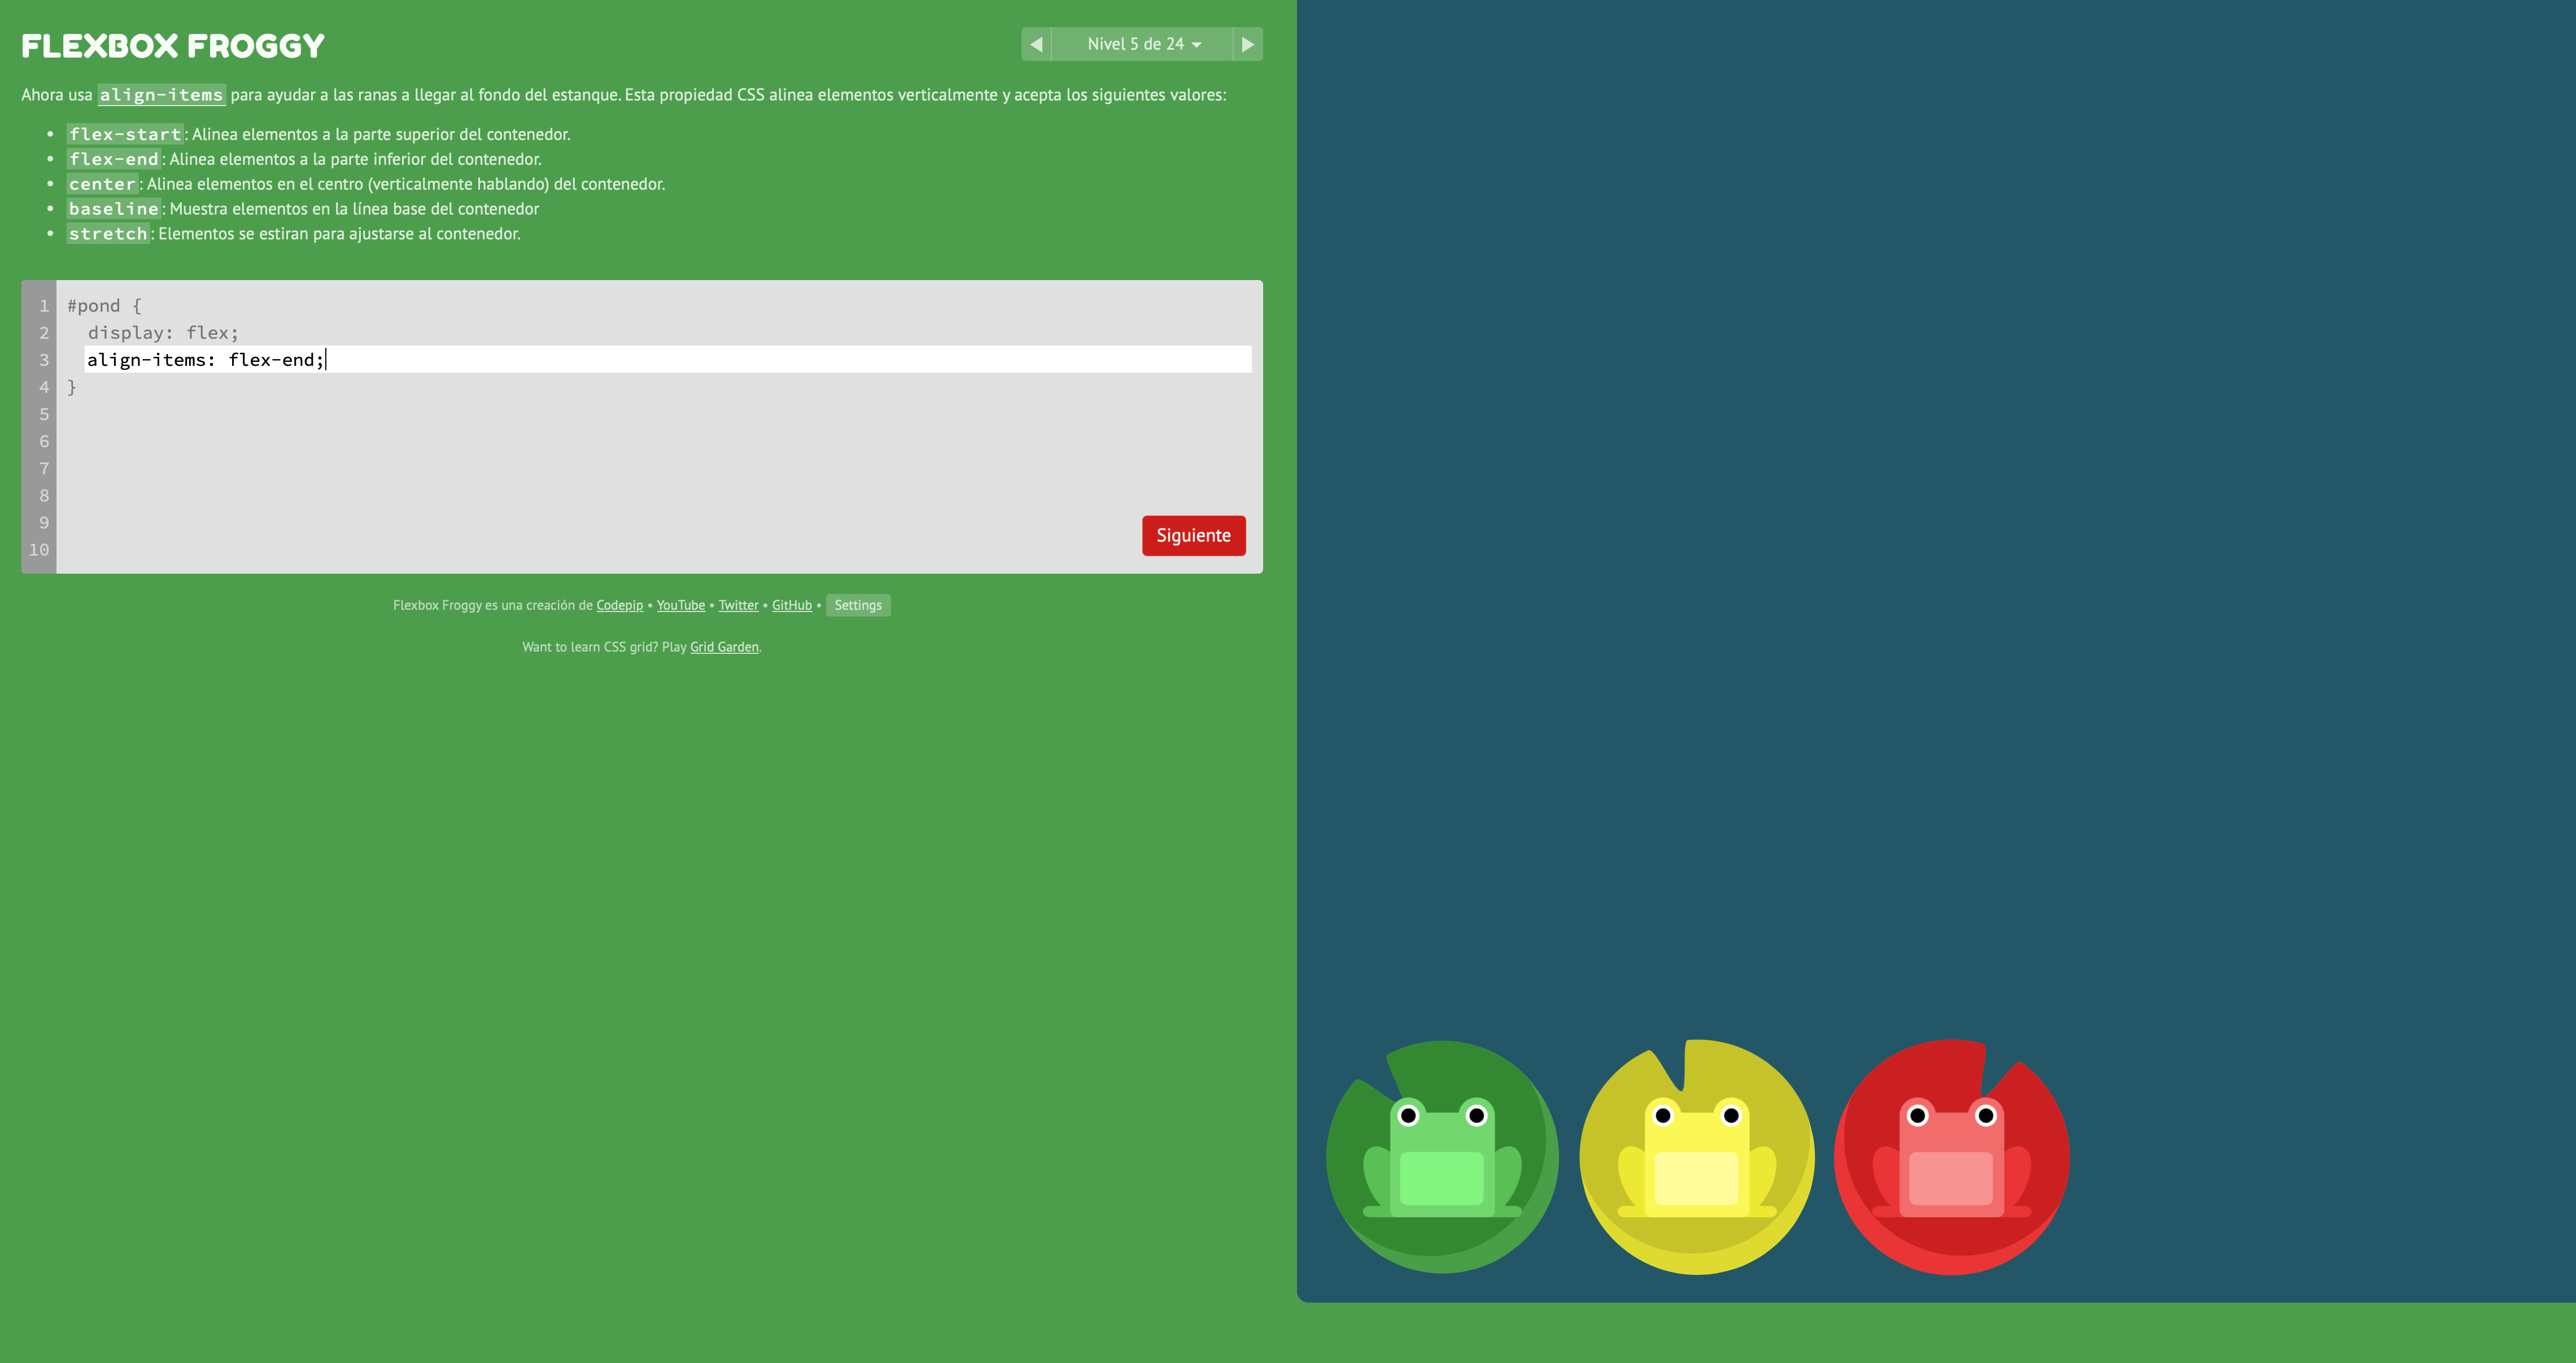 FLEXBOX FROGGY
Nivel 5 de 24
Ahora usa align-items para ayudar a las ranas a llegar al fondo del estanque. Esta propiedad CSS alinea elementos verticalmente y acepta los siguientes valores:
• flex-start: Alinea elementos a la parte superior del contenedor.
• flex-end: Alinea elementos a la parte inferior del contenedor.
• center: Alinea elementos en el centro (verticalmente hablando) del contenedor.
• baseline: Muestra elementos en la línea base del contenedor
• stretch: Elementos se estiran para ajustarse al contenedor.
1 #pond {
2 display: flex;
3 align-items: flex-end;
4 }
5
6
7
8
9
10
Siguiente
Flexbox Froggy es una creación de Codepip • YouTube • Twitter • GitHub • Settings
Want to learn CSS grid? Play Grid Garden.